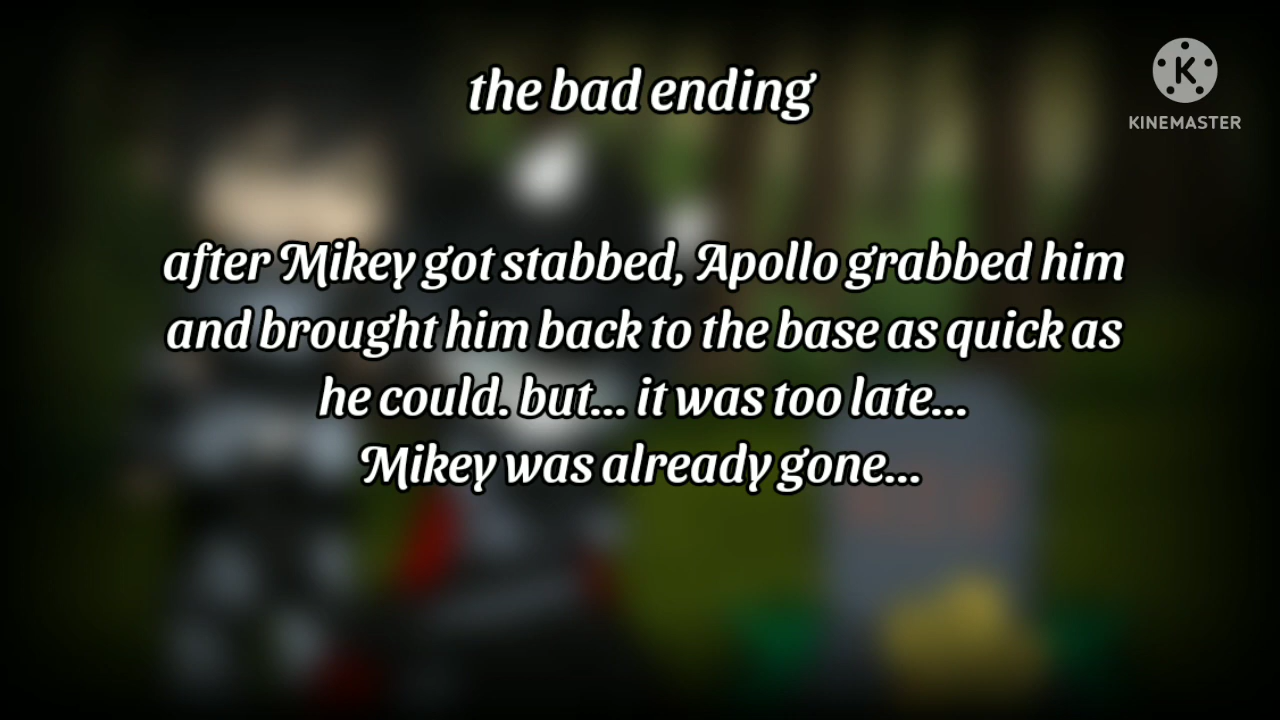 the bad ending
KINEMASTER
after Mikey got stabbed, Apollo grabbed him
and brought him back to the base as quick as
he could. but... it was too late...
Mikey was already gone...